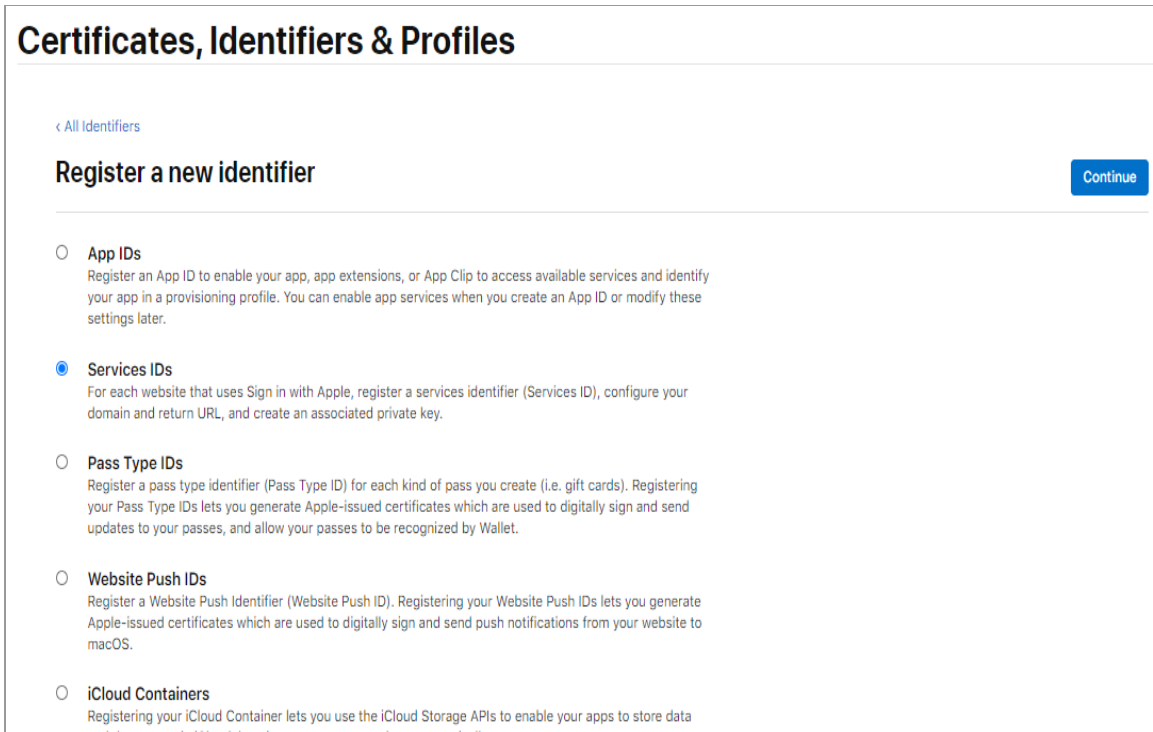 Certificates, Identifiers & Profiles
‹ All Identifiers
Register a new identifier
Continue
App IDs
Register an App ID to enable your app, app extensions, or App Clip to access available services and identify
your app in a provisioning profile. You can enable app services when you create an App ID or modify these
settings later.
Services IDs
For each website that uses Sign in with Apple, register a services identifier (Services ID), configure your
domain and return URL, and create an associated private key.
Pass Type IDs
Register a pass type identifier (Pass Type ID) for each kind of pass you create (i.e. gift cards). Registering
your Pass Type IDs lets you generate Apple-issued certificates which are used to digitally sign and send
updates to your passes, and allow your passes to be recognized by Wallet.
Website Push IDs
Register a Website Push Identifier (Website Push ID). Registering your Website Push IDs lets you generate
Apple-issued certificates which are used to digitally sign and send push notifications from your website to
macOS.
iCloud Containers
Registering your iCloud Container lets you use the iCloud Storage APIs to enable your apps to store data